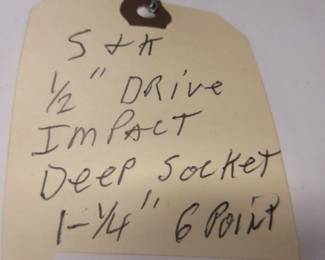 S+K
1/2" DRive
IMPACT
Deep Socket
1-1/4" 6 Point